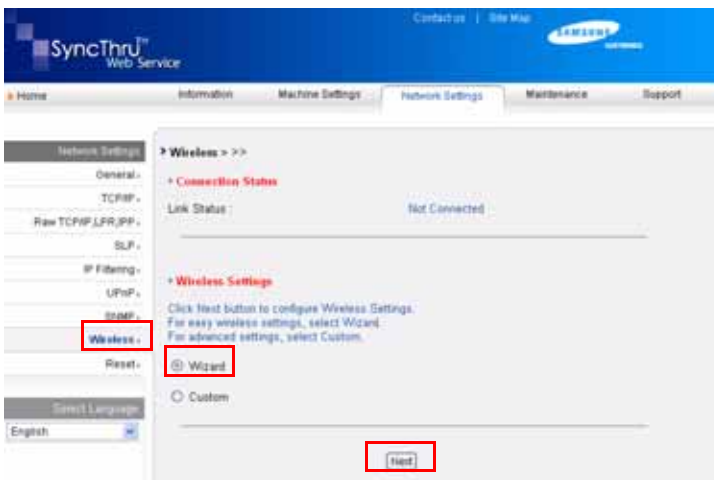 Contact us | Site Map
SAMSUNG
ELECTRONICS
SyncThru™
Web Service
Home
Information
Machine Settings
Network Settings
Maintenance
Support
Network Settings
General
TCP/IP
Raw TCP/IP,LPR,IPP
SLP
IP Filtering
UPnP
SNMP
Wireless
Reset
Select Language
English
Wireless > >>
Connection Status
Link Status :
Not Connected
Wireless Settings
Click Next button to configure Wireless Settings.
For easy wireless settings, select Wizard.
For advanced settings, select Custom.
Wizard
Custom
Next